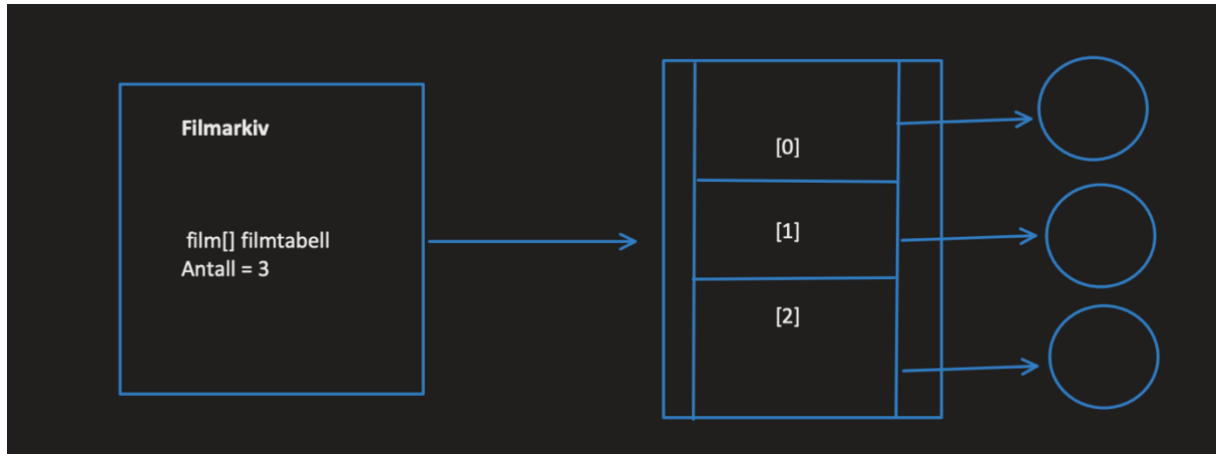 Filmarkiv
film[] filmtabell
Antall = 3
[0]
[1]
[2]